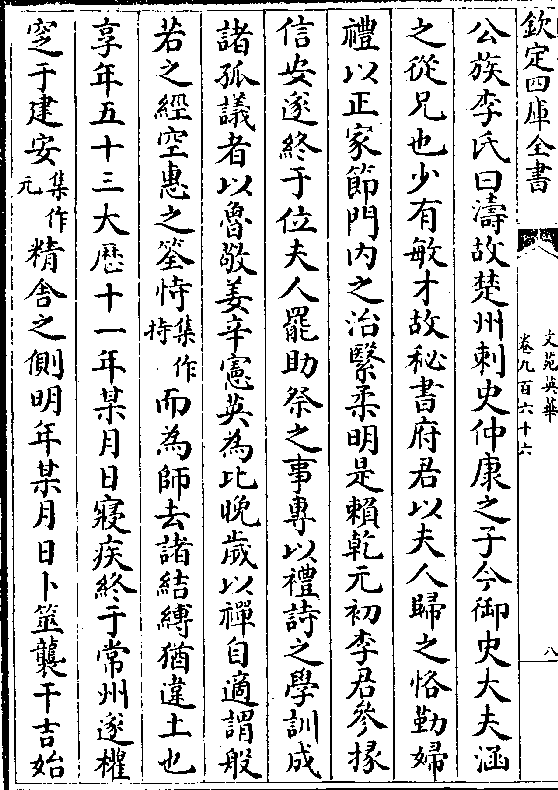 欽定四庫全書
文苑英華
卷九百六十六
八
公族李氏曰濤故楚州刺史仲康之子今御史大夫涵
之從兄也少有敏才故秘書府君以夫人歸之恪勤婦
禮以正家節門内之治緊柔明是賴乾元初李君參掾
信安遂終于位夫人罷助祭之事專以禮詩之學訓成
諸孤議者以魯敬姜辛憲英為比晚歲以禪自適謂般
若之經空惠之筌恃集作持而為師去諸結縛猶違土也
享年五十三大厯十一年某月日寢疾終于常州遂權
窆于建安集作元精舍之側明年某月日卜筮襲干吉始